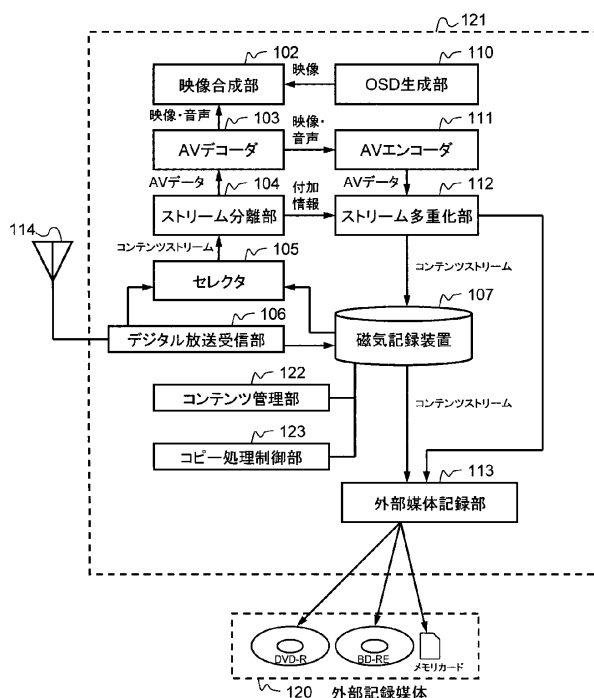 121
102
110
映像合成部
映像
OSD生成部
映像・音声
103
映像・
音声
111
AVデコーダ
AVエンコーダ
AVデータ
104
付加
情報
AVデータ
112
ストリーム分離部
ストリーム多重化部
114
コンテンツストリーム
105
コンテンツストリーム
セレクタ
107
106
デジタル放送受信部
磁気記録装置
122
コンテンツ管理部
コンテンツストリーム
123
コピー処理制御部
113
外部媒体記録部
DVD-R
BD-RE
メモリカード
120 外部記録媒体